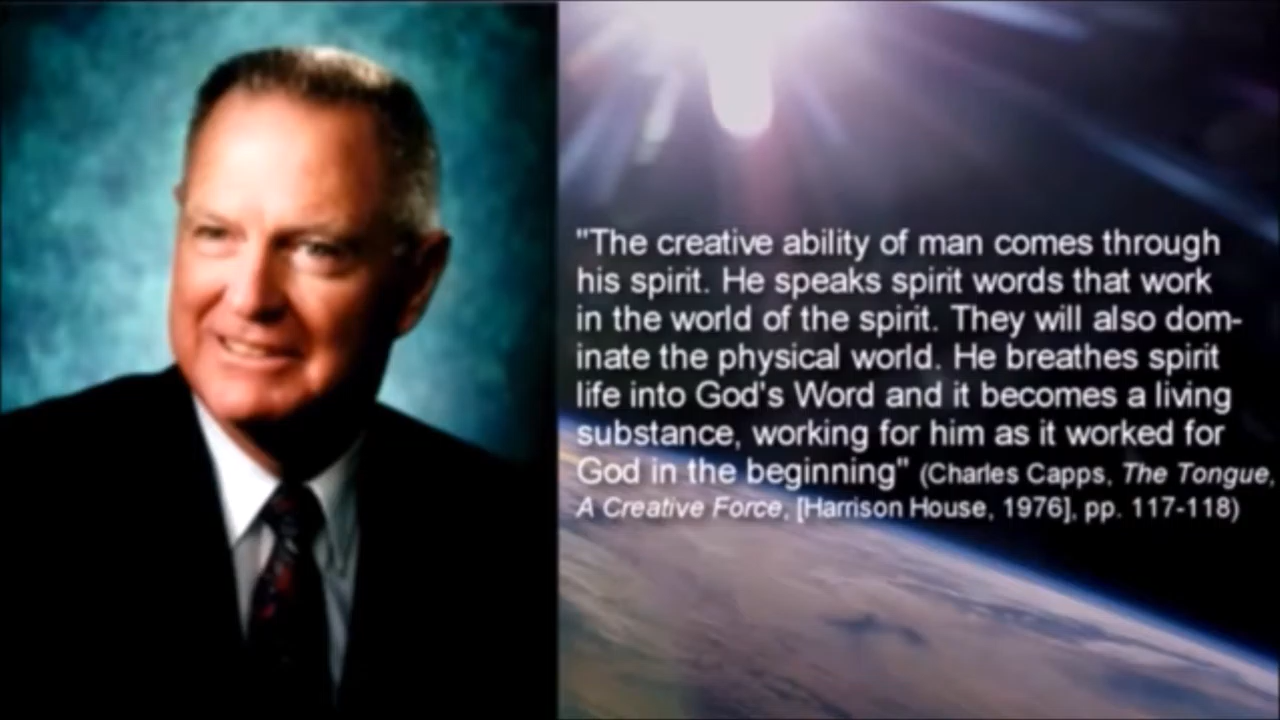 "The creative ability of man comes through
his spirit. He speaks spirit words that work
in the world of the spirit. They will also dom-
inate the physical world. He breathes spirit
life into God's Word and it becomes a living
substance, working for him as it worked for
God in the beginning" (Charles Capps, The Tongue,
A Creative Force, [Harrison House, 1976], pp. 117-118)